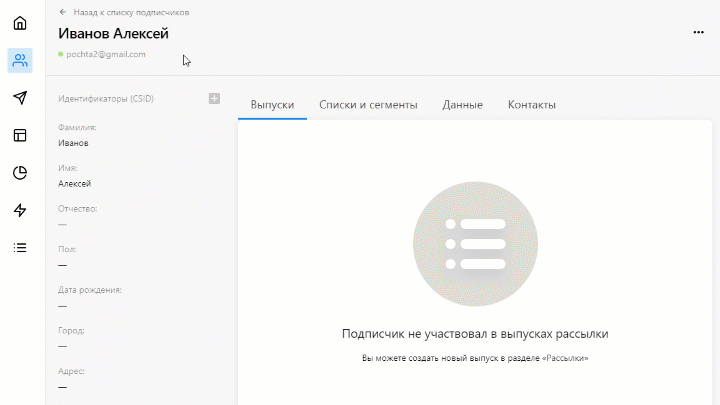 Назад к списку подписчиков
Иванов Алексей
pochta2@gmail.com
Идентификаторы (CSID)
Фамилия:
Иванов
Имя:
Алексей
Отчество:
—
Пол:
—
Дата рождения:
—
Город:
—
Адрес:
—
Выпуски Списки и сегменты Данные Контакты
Подписчик не участвовал в выпусках рассылки
Вы можете создать новый выпуск в разделе «Рассылки»